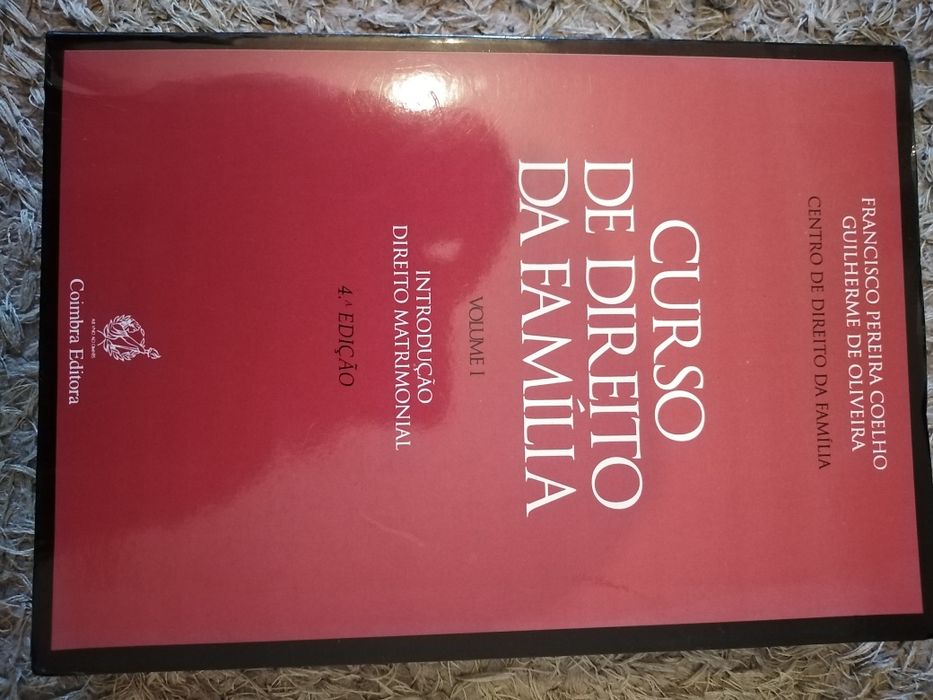 FRANCISCO PEREIRA COELHO
GUILHERME DE OLIVEIRA
CENTRO DE DIREITO DA FAMÍLIA
CURSO
DE DIREITO
DA FAMÍLIA
VOLUME I
INTRODUÇÃO
DIREITO MATRIMONIAL
4.ª EDIÇÃO
Coimbra Editora